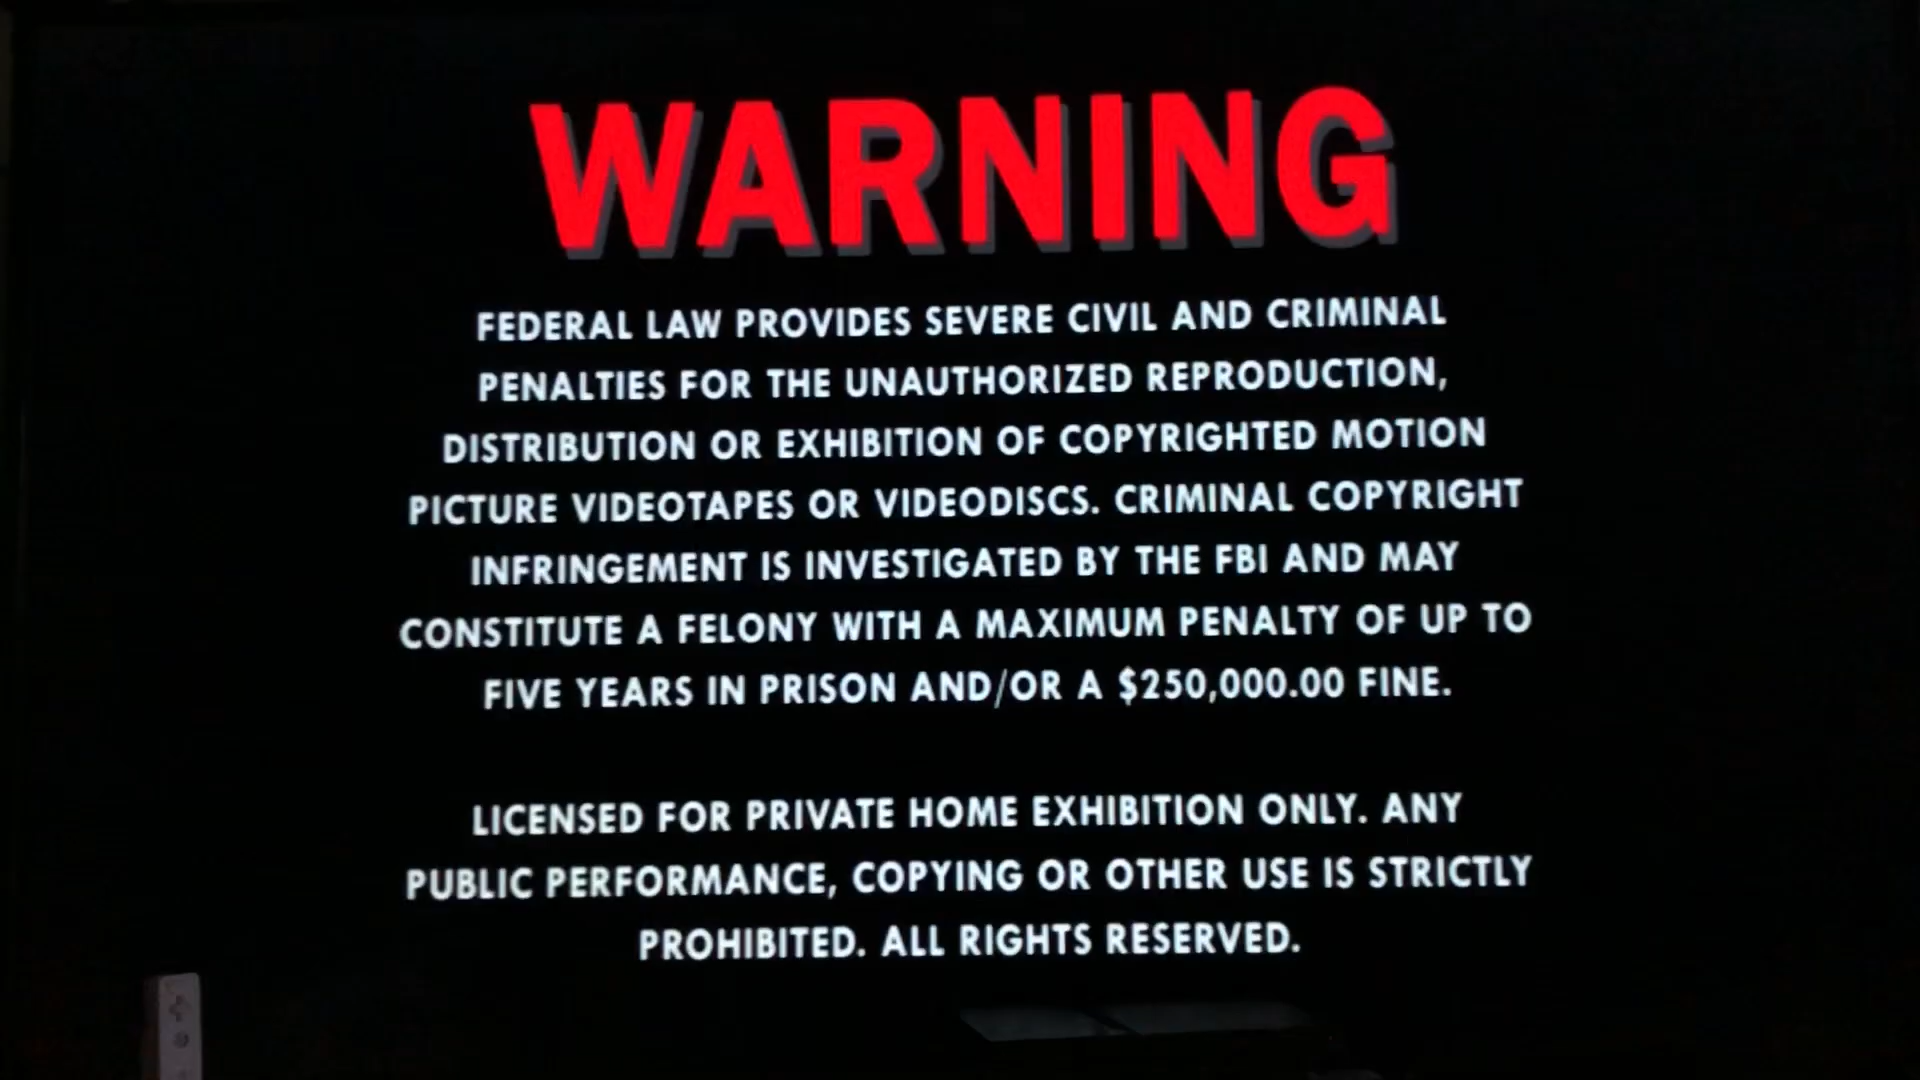 WARNING
FEDERAL LAW PROVIDES SEVERE CIVIL AND CRIMINAL
PENALTIES FOR THE UNAUTHORIZED REPRODUCTION,
DISTRIBUTION OR EXHIBITION OF COPYRIGHTED MOTION
PICTURE VIDEOTAPES OR VIDEODISCS. CRIMINAL COPYRIGHT
INFRINGEMENT IS INVESTIGATED BY THE FBI AND MAY
CONSTITUTE A FELONY WITH A MAXIMUM PENALTY OF UP TO
FIVE YEARS IN PRISON AND/OR A $250,000.00 FINE.
LICENSED FOR PRIVATE HOME EXHIBITION ONLY. ANY
PUBLIC PERFORMANCE, COPYING OR OTHER USE IS STRICTLY
PROHIBITED. ALL RIGHTS RESERVED.